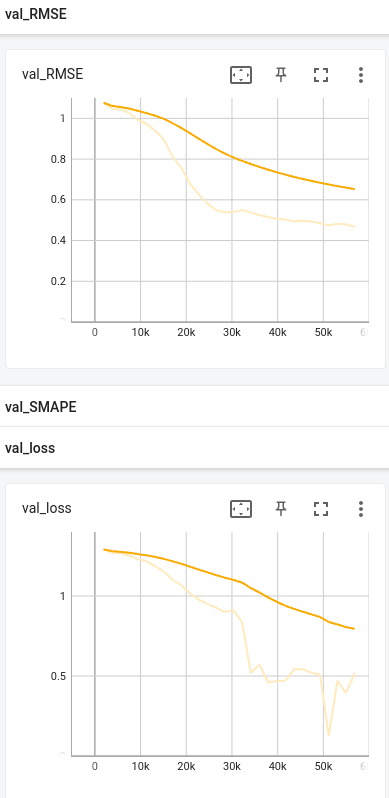 val_RMSE
val_RMSE
1
0.8
0.6
0.4
0.2
0 10k 20k 30k 40k 50k
val_SMAPE
val_loss
val_loss
1
0.5
0 10k 20k 30k 40k 50k